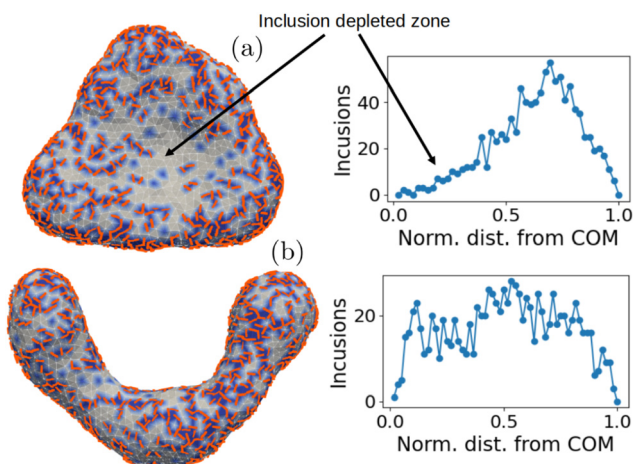 Inclusion depleted zone
(a)
Incusions
40
20
0
0.0 0.5 1.0
Norm. dist. from COM
(b)
Incusions
20
0
0.0 0.5 1.0
Norm. dist. from COM